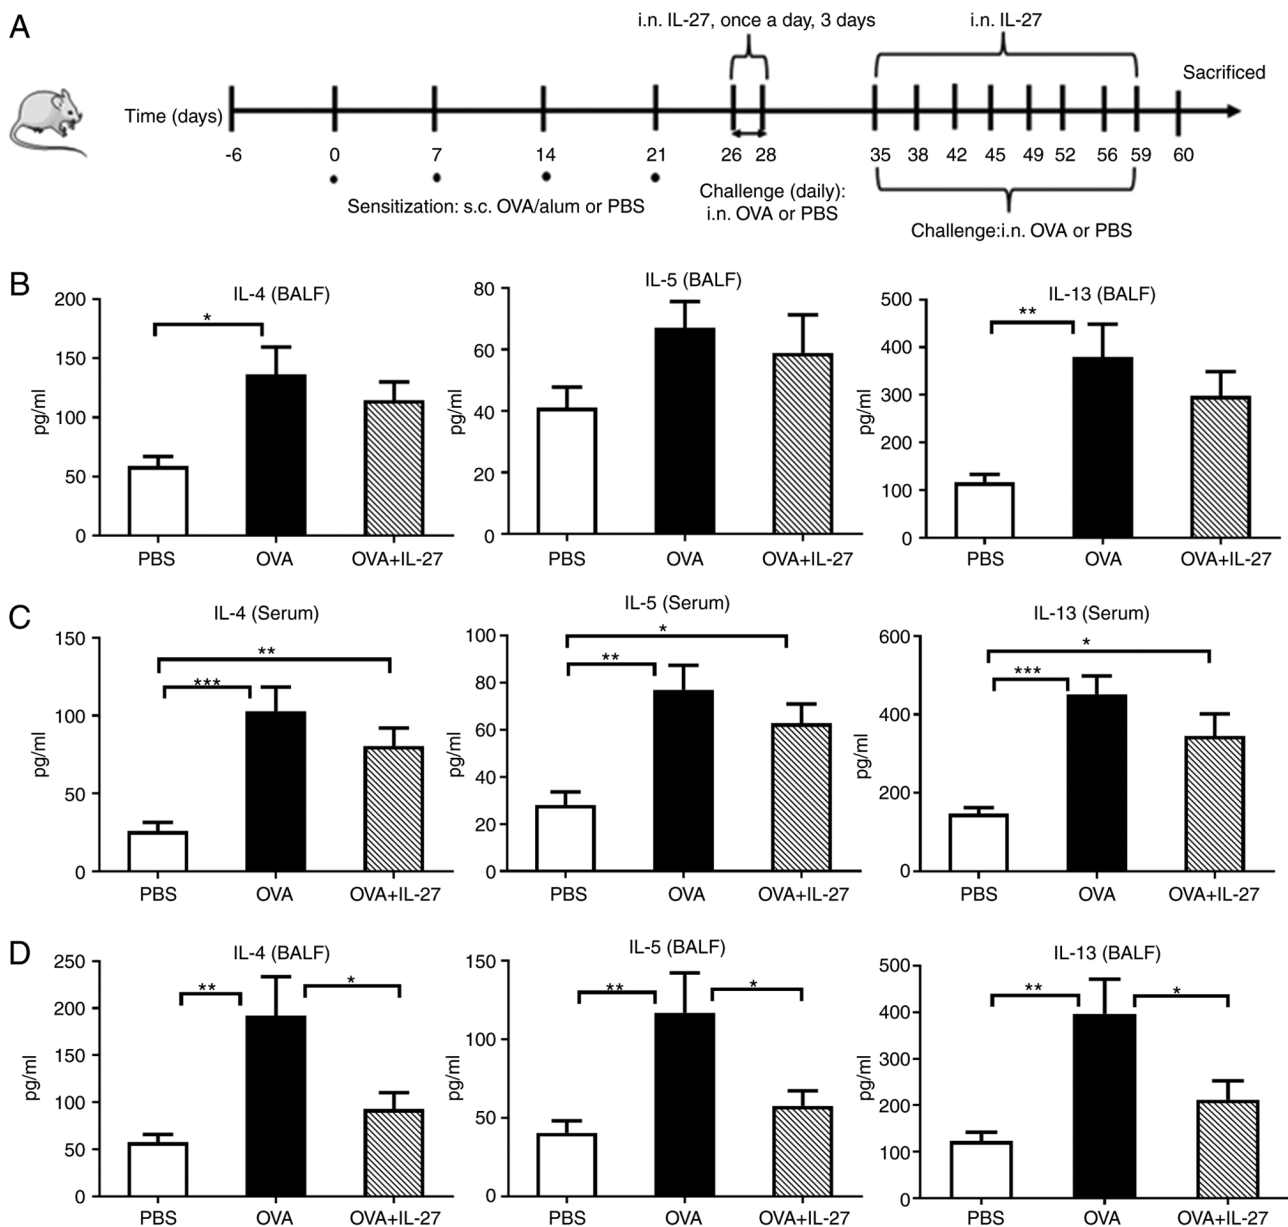 A
i.n. IL-27, once a day, 3 days
i.n. IL-27
Sacrificed
Time (days)
-6 0 7 14 21 26 28 35 38 42 45 49 52 56 59 60
Sensitization: s.c. OVA/alum or PBS
Challenge (daily):
i.n. OVA or PBS
Challenge:i.n. OVA or PBS
B
IL-4 (BALF)
*
pg/ml
200
150
100
50
0
PBS OVA OVA+IL-27
IL-5 (BALF)
pg/ml
80
60
40
20
0
PBS OVA OVA+IL-27
IL-13 (BALF)
**
pg/ml
500
400
300
200
100
0
PBS OVA OVA+IL-27
C
IL-4 (Serum)
**
***
pg/ml
150
100
50
0
PBS OVA OVA+IL-27
IL-5 (Serum)
*
**
pg/ml
100
80
60
40
20
0
PBS OVA OVA+IL-27
IL-13 (Serum)
*
***
pg/ml
600
400
200
0
PBS OVA OVA+IL-27
D
IL-4 (BALF)
** *
pg/ml
250
200
150
100
50
0
PBS OVA OVA+IL-27
IL-5 (BALF)
** *
pg/ml
150
100
50
0
PBS OVA OVA+IL-27
IL-13 (BALF)
** *
pg/ml
500
400
300
200
100
0
PBS OVA OVA+IL-27